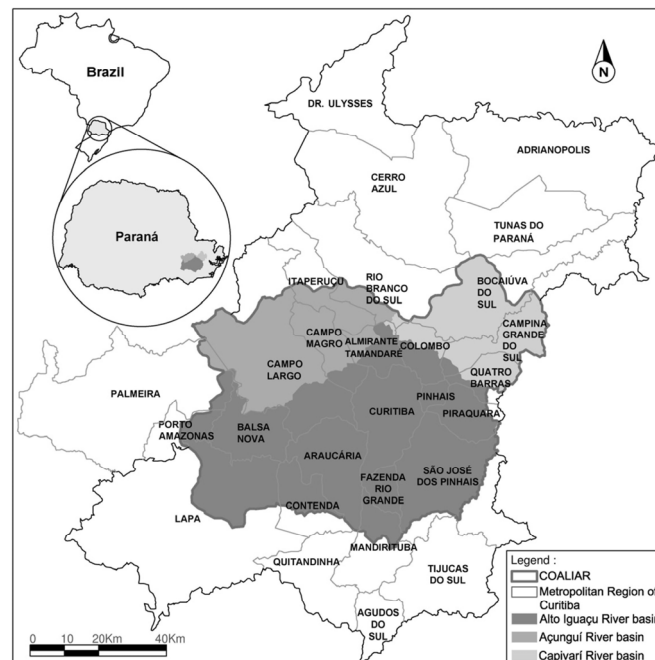 Brazil
N
Paraná
DR. ULYSSES
ADRIANOPOLIS
CERRO
AZUL
TUNAS DO
PARANÁ
ITAPERUÇU
RIO
BRANCO
DO SUL
BOCAIÚVA
DO
SUL
CAMPO
MAGRO
ALMIRANTE
TAMANDARÉ
COLOMBO
CAMPINA
GRANDE
DO
SUL
CAMPO
LARGO
QUATRO
BARRAS
PALMEIRA
PINHAIS
CURITIBA
PIRAQUARA
PORTO
AMAZONAS
BALSA
NOVA
ARAUCÁRIA
SÃO JOSÉ
DOS PINHAIS
FAZENDA
RIO
GRANDE
LAPA
CONTENDA
MANDIRITUBA
QUITANDINHA
TIJUCAS
DO SUL
AGUDOS
DO
SUL
Legend :
COALIAR
Metropolitan Region of
Curitiba
Alto Iguaçu River basin
Açunguí River basin
Capivarí River basin
0 10 20Km 40Km